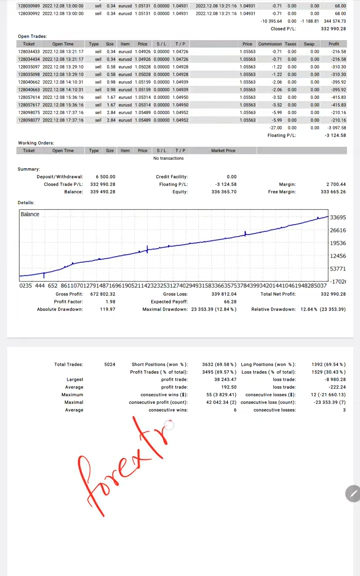 128030989 2022.12.08 13:00:00 sell 0.34 eurusd 1.05131 0.00000 1.04931 2022.12.08 13:21:16 1.04931 -0.71 0.00 0.00 68.00
128030992 2022.12.08 13:00:00 sell 0.34 eurusd 1.05131 0.00000 1.04931 2022.12.08 13:21:16 1.04931 -0.71 0.00 0.00 68.00
-10 393.64 0.00 -1 188.81 344 574.73
Closed P/L: 332 990.28
Open Trades:
Ticket Open Time Type Size Item Price S / L T / P Price Commission Taxes Swap Profit
128034423 2022.12.08 13:21:17 sell 0.34 eurusd 1.04926 0.00000 1.04726 1.05563 -0.71 0.00 0.00 -216.58
128034424 2022.12.08 13:21:17 sell 0.34 eurusd 1.04926 0.00000 1.04726 1.05563 -0.71 0.00 0.00 -216.58
128035097 2022.12.08 13:29:10 sell 0.58 eurusd 1.05028 0.00000 1.04928 1.05563 -1.22 0.00 0.00 -310.30
128035098 2022.12.08 13:29:10 sell 0.58 eurusd 1.05028 0.00000 1.04928 1.05563 -1.22 0.00 0.00 -310.30
128040662 2022.12.08 14:10:31 sell 0.98 eurusd 1.05159 0.00000 1.04939 1.05563 -2.06 0.00 0.00 -395.92
128040663 2022.12.08 14:10:31 sell 0.98 eurusd 1.05159 0.00000 1.04939 1.05563 -2.06 0.00 0.00 -395.92
128057614 2022.12.08 15:36:16 sell 1.67 eurusd 1.05314 0.00000 1.04950 1.05563 -3.52 0.00 0.00 -415.83
128057617 2022.12.08 15:36:16 sell 1.67 eurusd 1.05314 0.00000 1.04950 1.05563 -3.52 0.00 0.00 -415.83
128098075 2022.12.08 17:37:16 sell 2.84 eurusd 1.05489 0.00000 1.04952 1.05563 -5.99 0.00 0.00 -210.16
128098077 2022.12.08 17:37:16 sell 2.84 eurusd 1.05489 0.00000 1.04952 1.05563 -5.99 0.00 0.00 -210.16
-27.00 0.00 0.00 -3 097.58
Floating P/L: -3 124.58
Working Orders:
Ticket Open Time Type Size Item Price S / L T / P Market Price
No transactions
Summary:
Deposit/Withdrawal: 6 500.00 Credit Facility: 0.00
Closed Trade P/L: 332 990.28 Floating P/L: -3 124.58 Margin: 2 700.44
Balance: 339 490.28 Equity: 336 365.70 Free Margin: 333 665.26
Details:
Balance
33695
26616
19536
12456
53771
-1702
Gross Profit: 672 802.32 Gross Loss: 339 812.04 Total Net Profit: 332 990.28
Profit Factor: 1.98 Expected Payoff: 66.28
Absolute Drawdown: 119.97 Maximal Drawdown: 23 353.39 (12.84 %) Relative Drawdown: 12.84 % (23 353.39)
Total Trades: 5024 Short Positions (won %): 3632 (69.58 %) Long Positions (won %): 1392 (69.54 %)
Profit Trades (% of total): 3495 (69.57 %) Loss trades (% of total): 1529 (30.43 %)
Largest profit trade: 38 243.47 loss trade: -8 980.28
Average profit trade: 192.50 loss trade: -222.24
Maximum consecutive wins ($): 55 (3 829.41) consecutive losses ($): 12 (-21 660.13)
Maximal consecutive profit (count): 42 042.34 (2) consecutive loss (count): -23 353.39 (7)
Average consecutive wins: 6 consecutive losses: 3
forextr